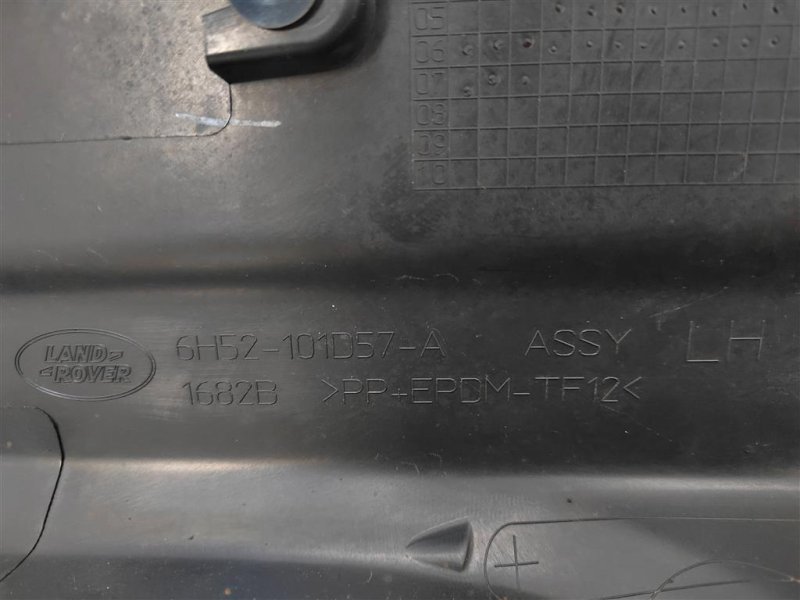 05
06
07
08
09
10
LAND
ROVER
6H52-101D57-A ASSY LH
1682B >PP+EPDM-TF12<